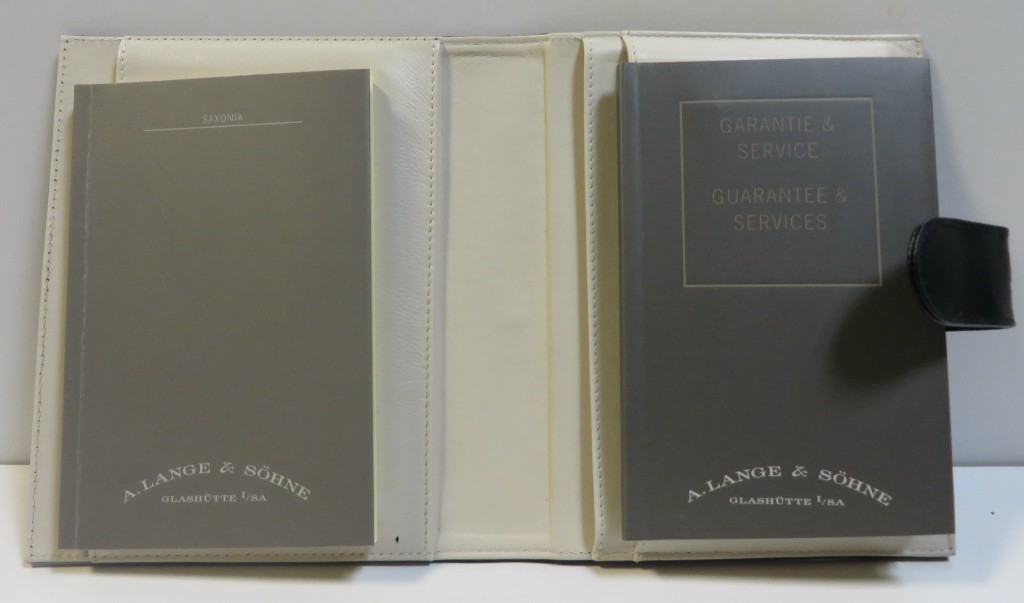 SAXONIA
A. LANGE & SÖHNE
GLASHÜTTE I/SA
GARANTIE &
SERVICE
GUARANTEE &
SERVICES
A. LANGE & SÖHNE
GLASHÜTTE I/SA